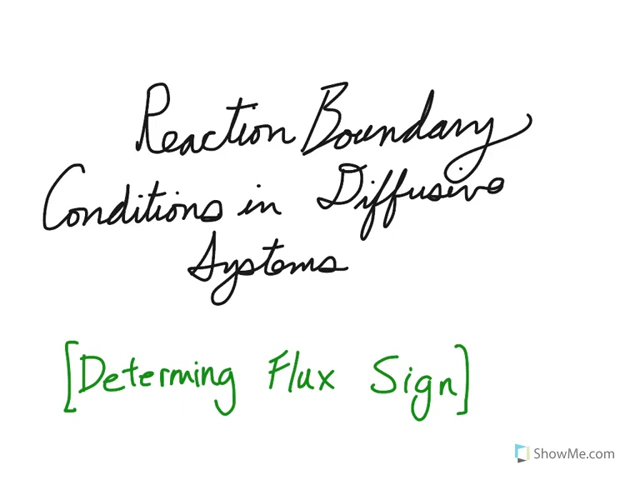 Reaction Boundary
Conditions in Diffusive
Systems
[Determing Flux Sign]
ShowMe.com